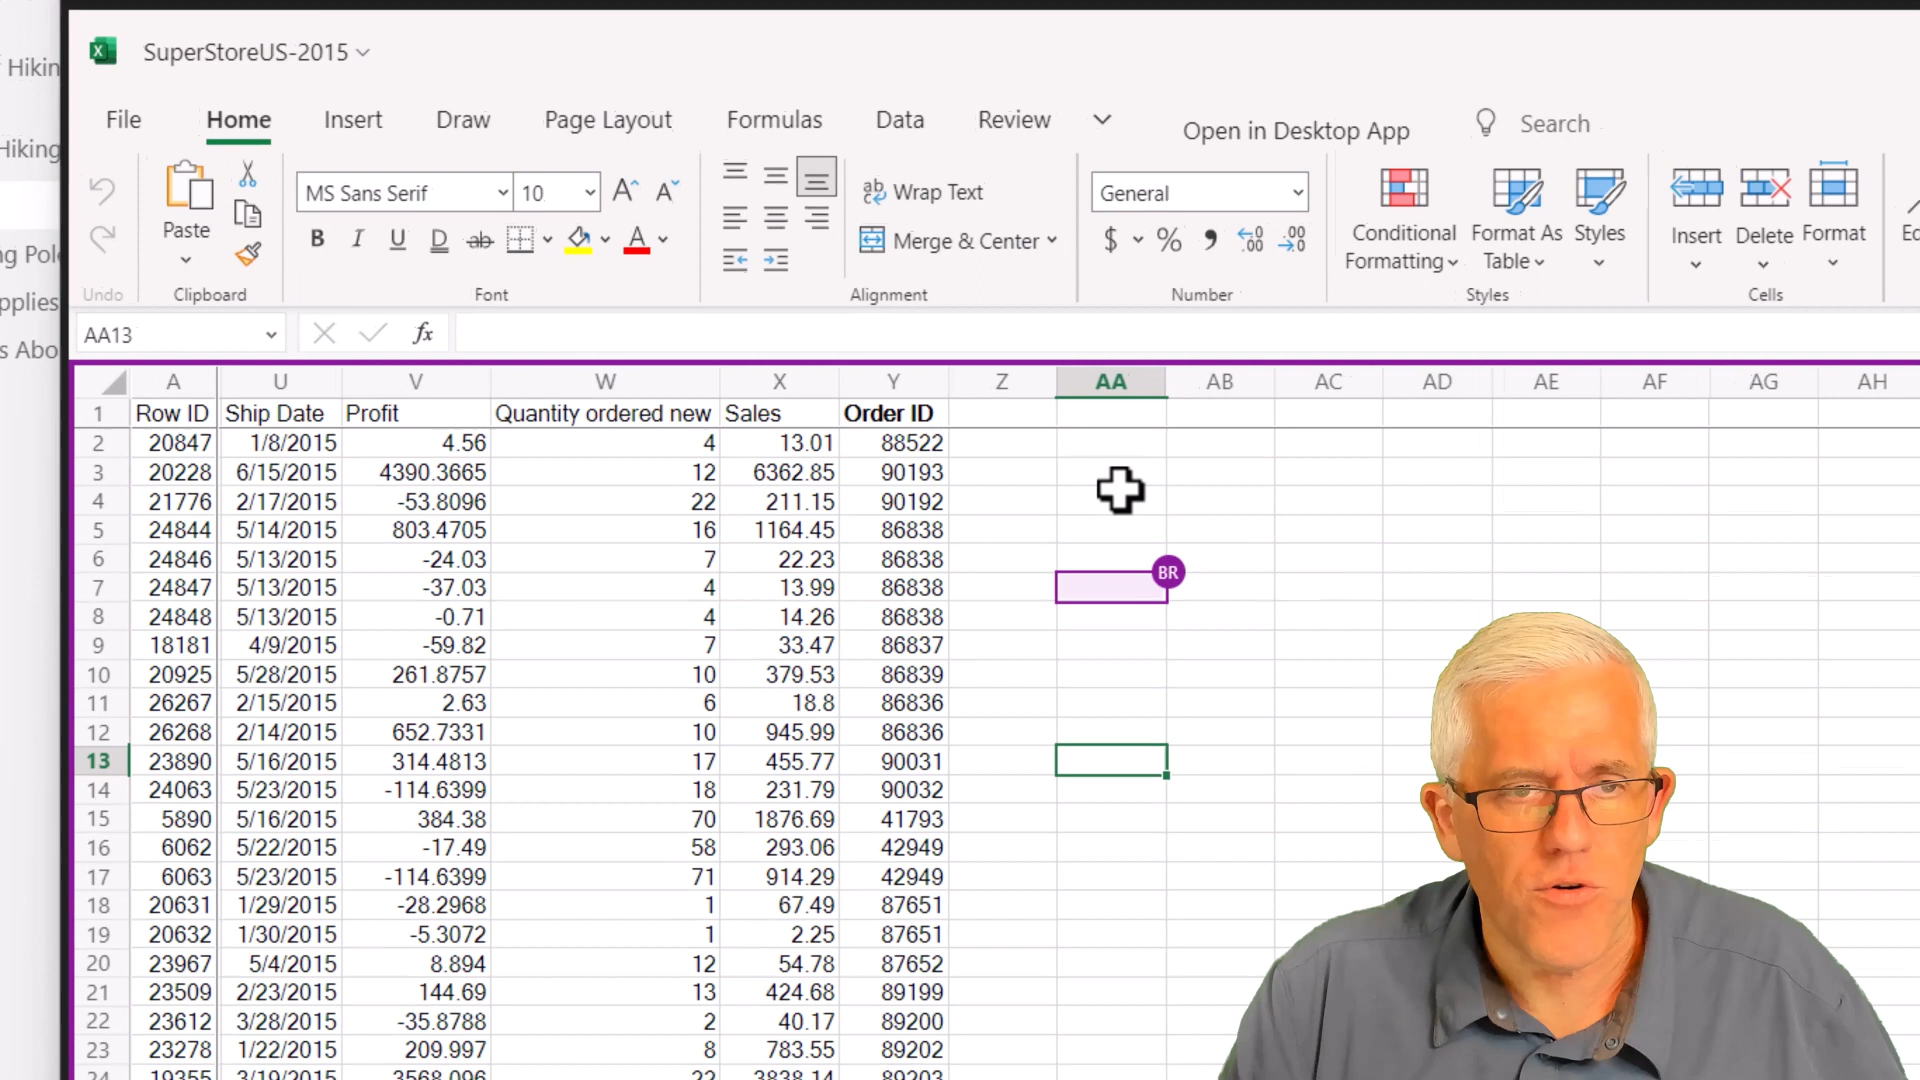 SuperStoreUS-2015
File Home Insert Draw Page Layout Formulas Data Review Open in Desktop App Search
Hikin
MS Sans Serif 10 Wrap Text General
Hiking
Paste
B I U D ab Merge & Center $ % , .00 .00 Conditional Formatting Format As Table Styles Insert Delete Format
Undo Clipboard Font Alignment Number Styles Cells
ng Pole
pplies
s Abo
AA13 fx
A U V W X Y Z AA AB AC AD AE AF AG AH
1 Row ID Ship Date Profit Quantity ordered new Sales Order ID
2 20847 1/8/2015 4.56 4 13.01 88522
3 20228 6/15/2015 4390.3665 12 6362.85 90193
4 21776 2/17/2015 -53.8096 22 211.15 90192
5 24844 5/14/2015 803.4705 16 1164.45 86838
6 24846 5/13/2015 -24.03 7 22.23 86838
7 24847 5/13/2015 -37.03 4 13.99 86838 BR
8 24848 5/13/2015 -0.71 4 14.26 86838
9 18181 4/9/2015 -59.82 7 33.47 86837
10 20925 5/28/2015 261.8757 10 379.53 86839
11 26267 2/15/2015 2.63 6 18.8 86836
12 26268 2/14/2015 652.7331 10 945.99 86836
13 23890 5/16/2015 314.4813 17 455.77 90031
14 24063 5/23/2015 -114.6399 18 231.79 90032
15 5890 5/16/2015 384.38 70 1876.69 41793
16 6062 5/22/2015 -17.49 58 293.06 42949
17 6063 5/23/2015 -114.6399 71 914.29 42949
18 20631 1/29/2015 -28.2968 1 67.49 87651
19 20632 1/30/2015 -5.3072 1 2.25 87651
20 23967 5/4/2015 8.894 12 54.78 87652
21 23509 2/23/2015 144.69 13 424.68 89199
22 23612 3/28/2015 -35.8788 2 40.17 89200
23 23278 1/22/2015 209.997 8 783.55 89202
24 19355 3/19/2015 3568.096 22 3838.14 89203